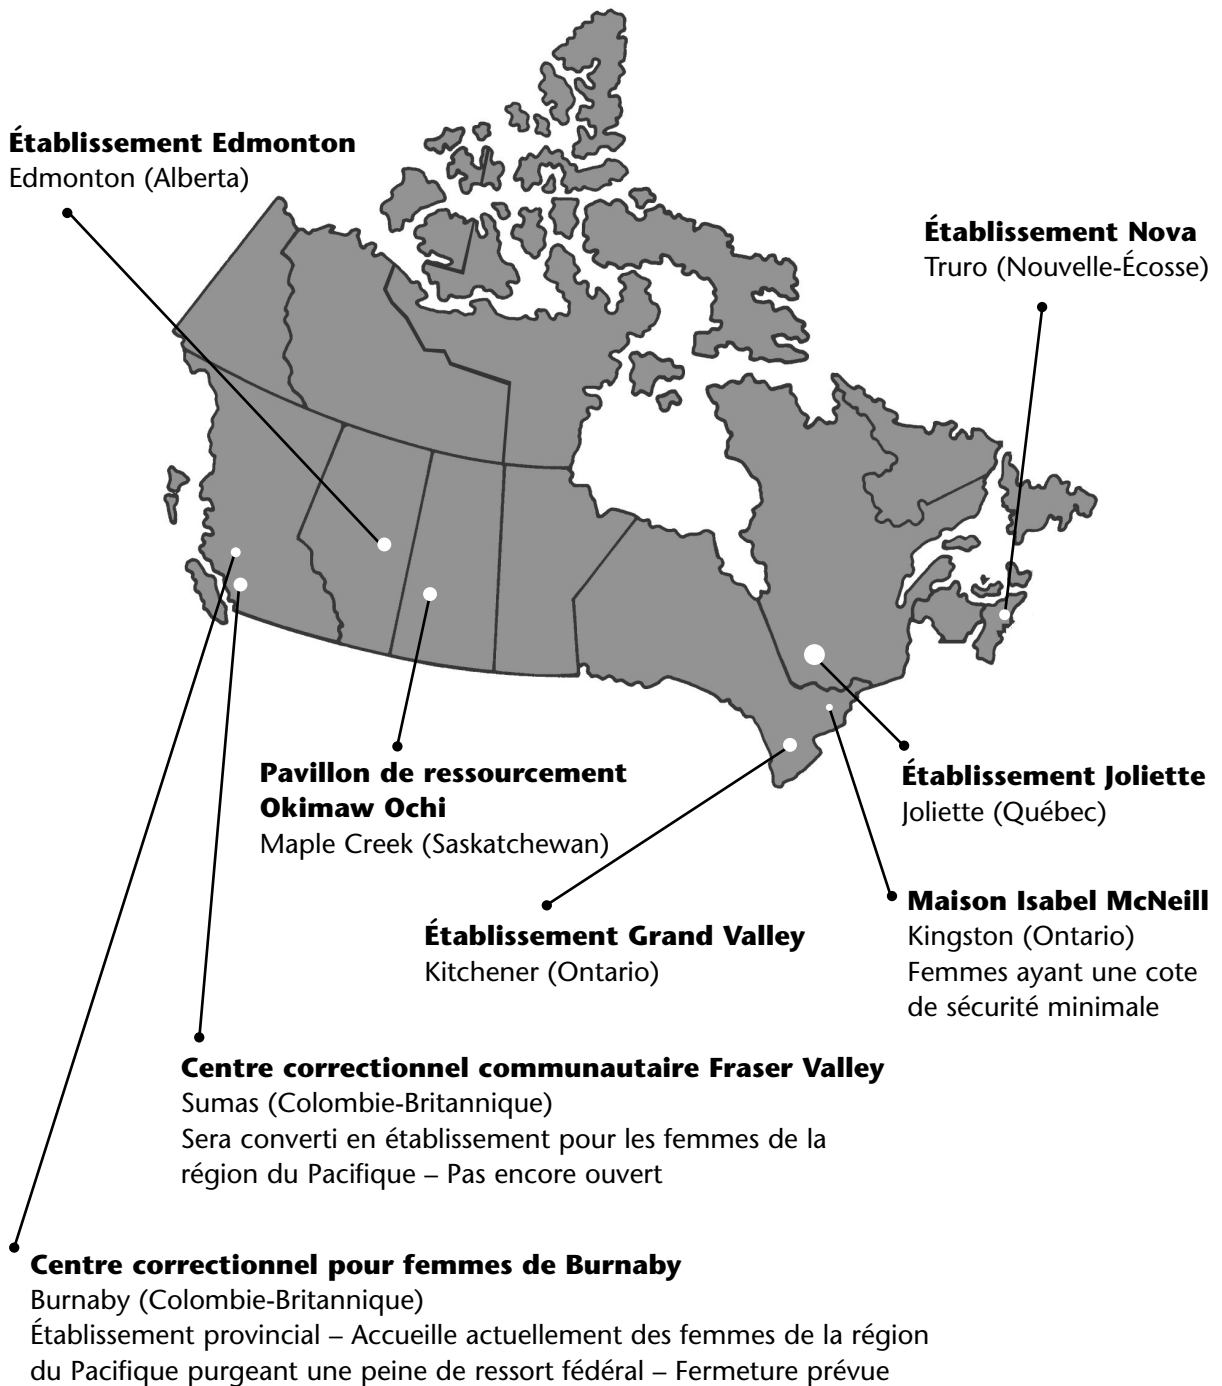 Établissement Edmonton
Edmonton (Alberta)
Établissement Nova
Truro (Nouvelle-Écosse)
Pavillon de ressourcement
Okimaw Ochi
Maple Creek (Saskatchewan)
Établissement Joliette
Joliette (Québec)
Maison Isabel McNeill
Kingston (Ontario)
Femmes ayant une cote
de sécurité minimale
Établissement Grand Valley
Kitchener (Ontario)
Centre correctionnel communautaire Fraser Valley
Sumas (Colombie-Britannique)
Sera converti en établissement pour les femmes de la
région du Pacifique – Pas encore ouvert
Centre correctionnel pour femmes de Burnaby
Burnaby (Colombie-Britannique)
Établissement provincial – Accueille actuellement des femmes de la région
du Pacifique purgeant une peine de ressort fédéral – Fermeture prévue